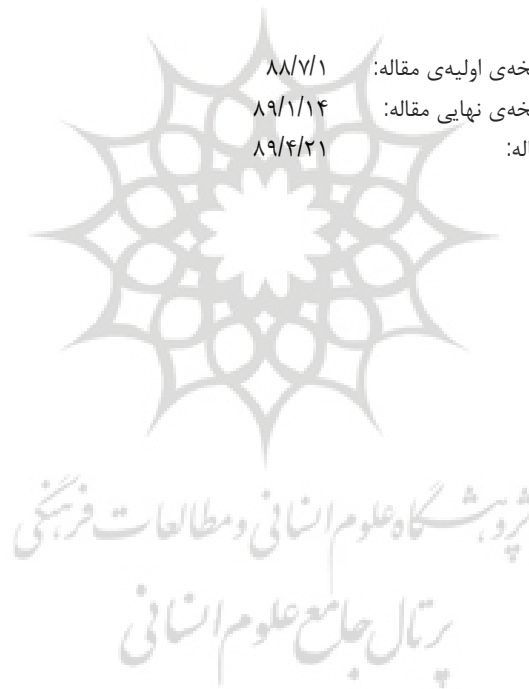 خه‌ی اولیه‌ی مقاله: ۸۸/۷/۱
خه‌ی نهایی مقاله: ۸۹/۱/۱۴
اله: ۸۹/۴/۲۱
پژوهشگاه علوم انسانی و مطالعات فرهنگی
پرتال جامع علوم انسانی